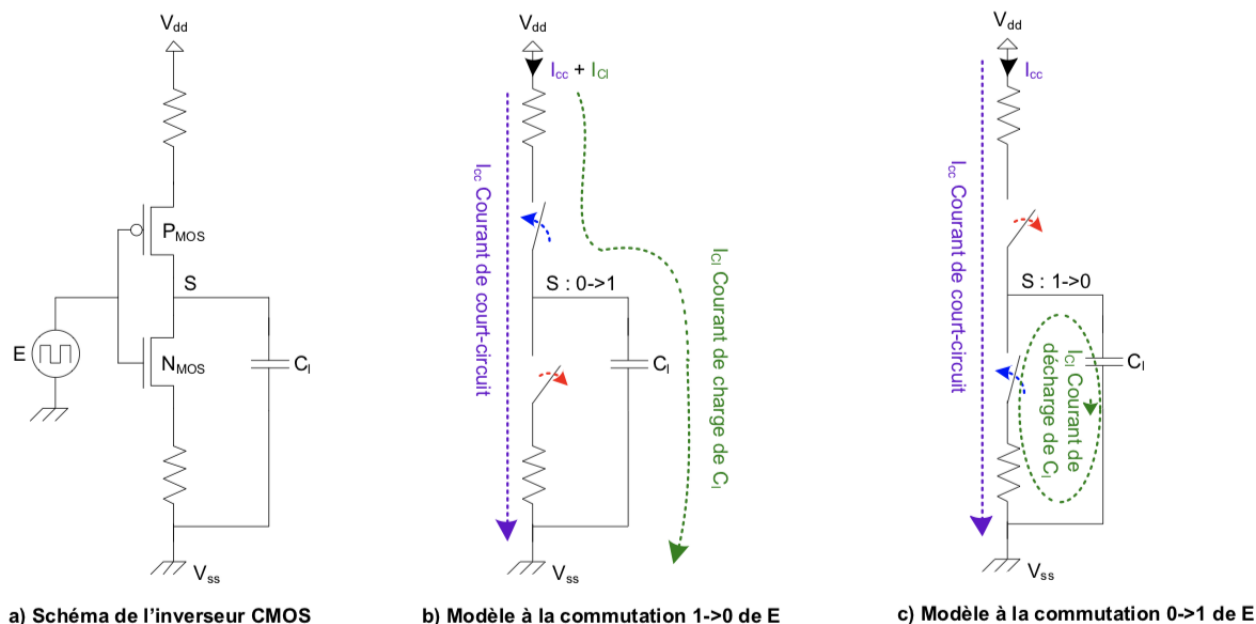 Vdd
PMOS
S
E
NMOS
Cl
Vss
a) Schéma de l'inverseur CMOS
Vdd
Icc + ICl
Icc Courant de court-circuit
ICl Courant de charge de Cl
S : 0->1
Cl
Vss
b) Modèle à la commutation 1->0 de E
Vdd
Icc
Icc Courant de court-circuit
S : 1->0
Cl
ICl Courant de
décharge de Cl
Vss
c) Modèle à la commutation 0->1 de E